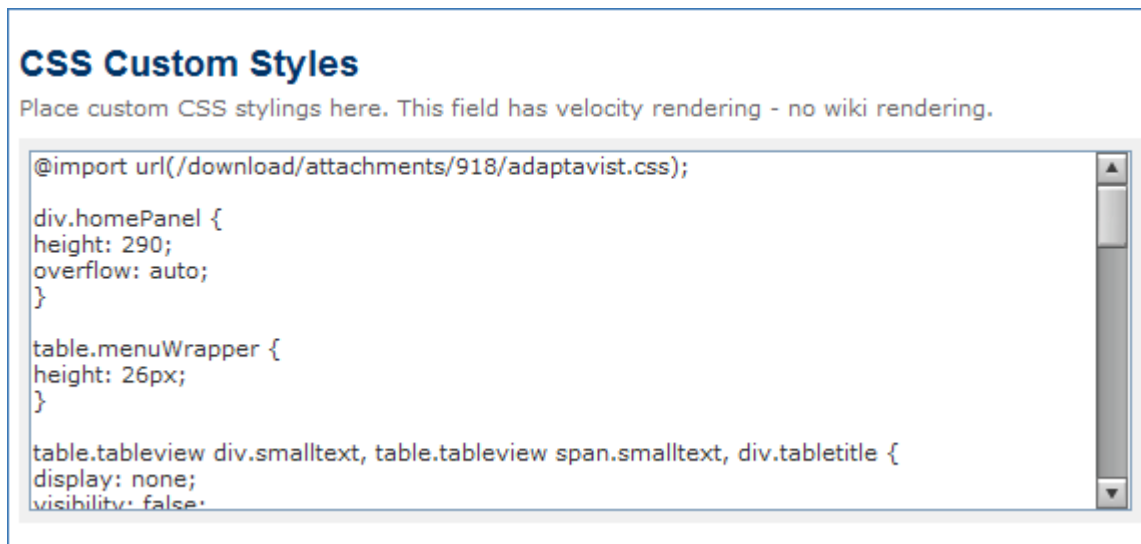 CSS Custom Styles
Place custom CSS stylings here. This field has velocity rendering - no wiki rendering.
@import url(/download/attachments/918/adaptavist.css);
div.homePanel {
height: 290;
overflow: auto;
}
table.menuWrapper {
height: 26px;
}
table.tableview div.smalltext, table.tableview span.smalltext, div.tabletitle {
display: none;
visibility: false;